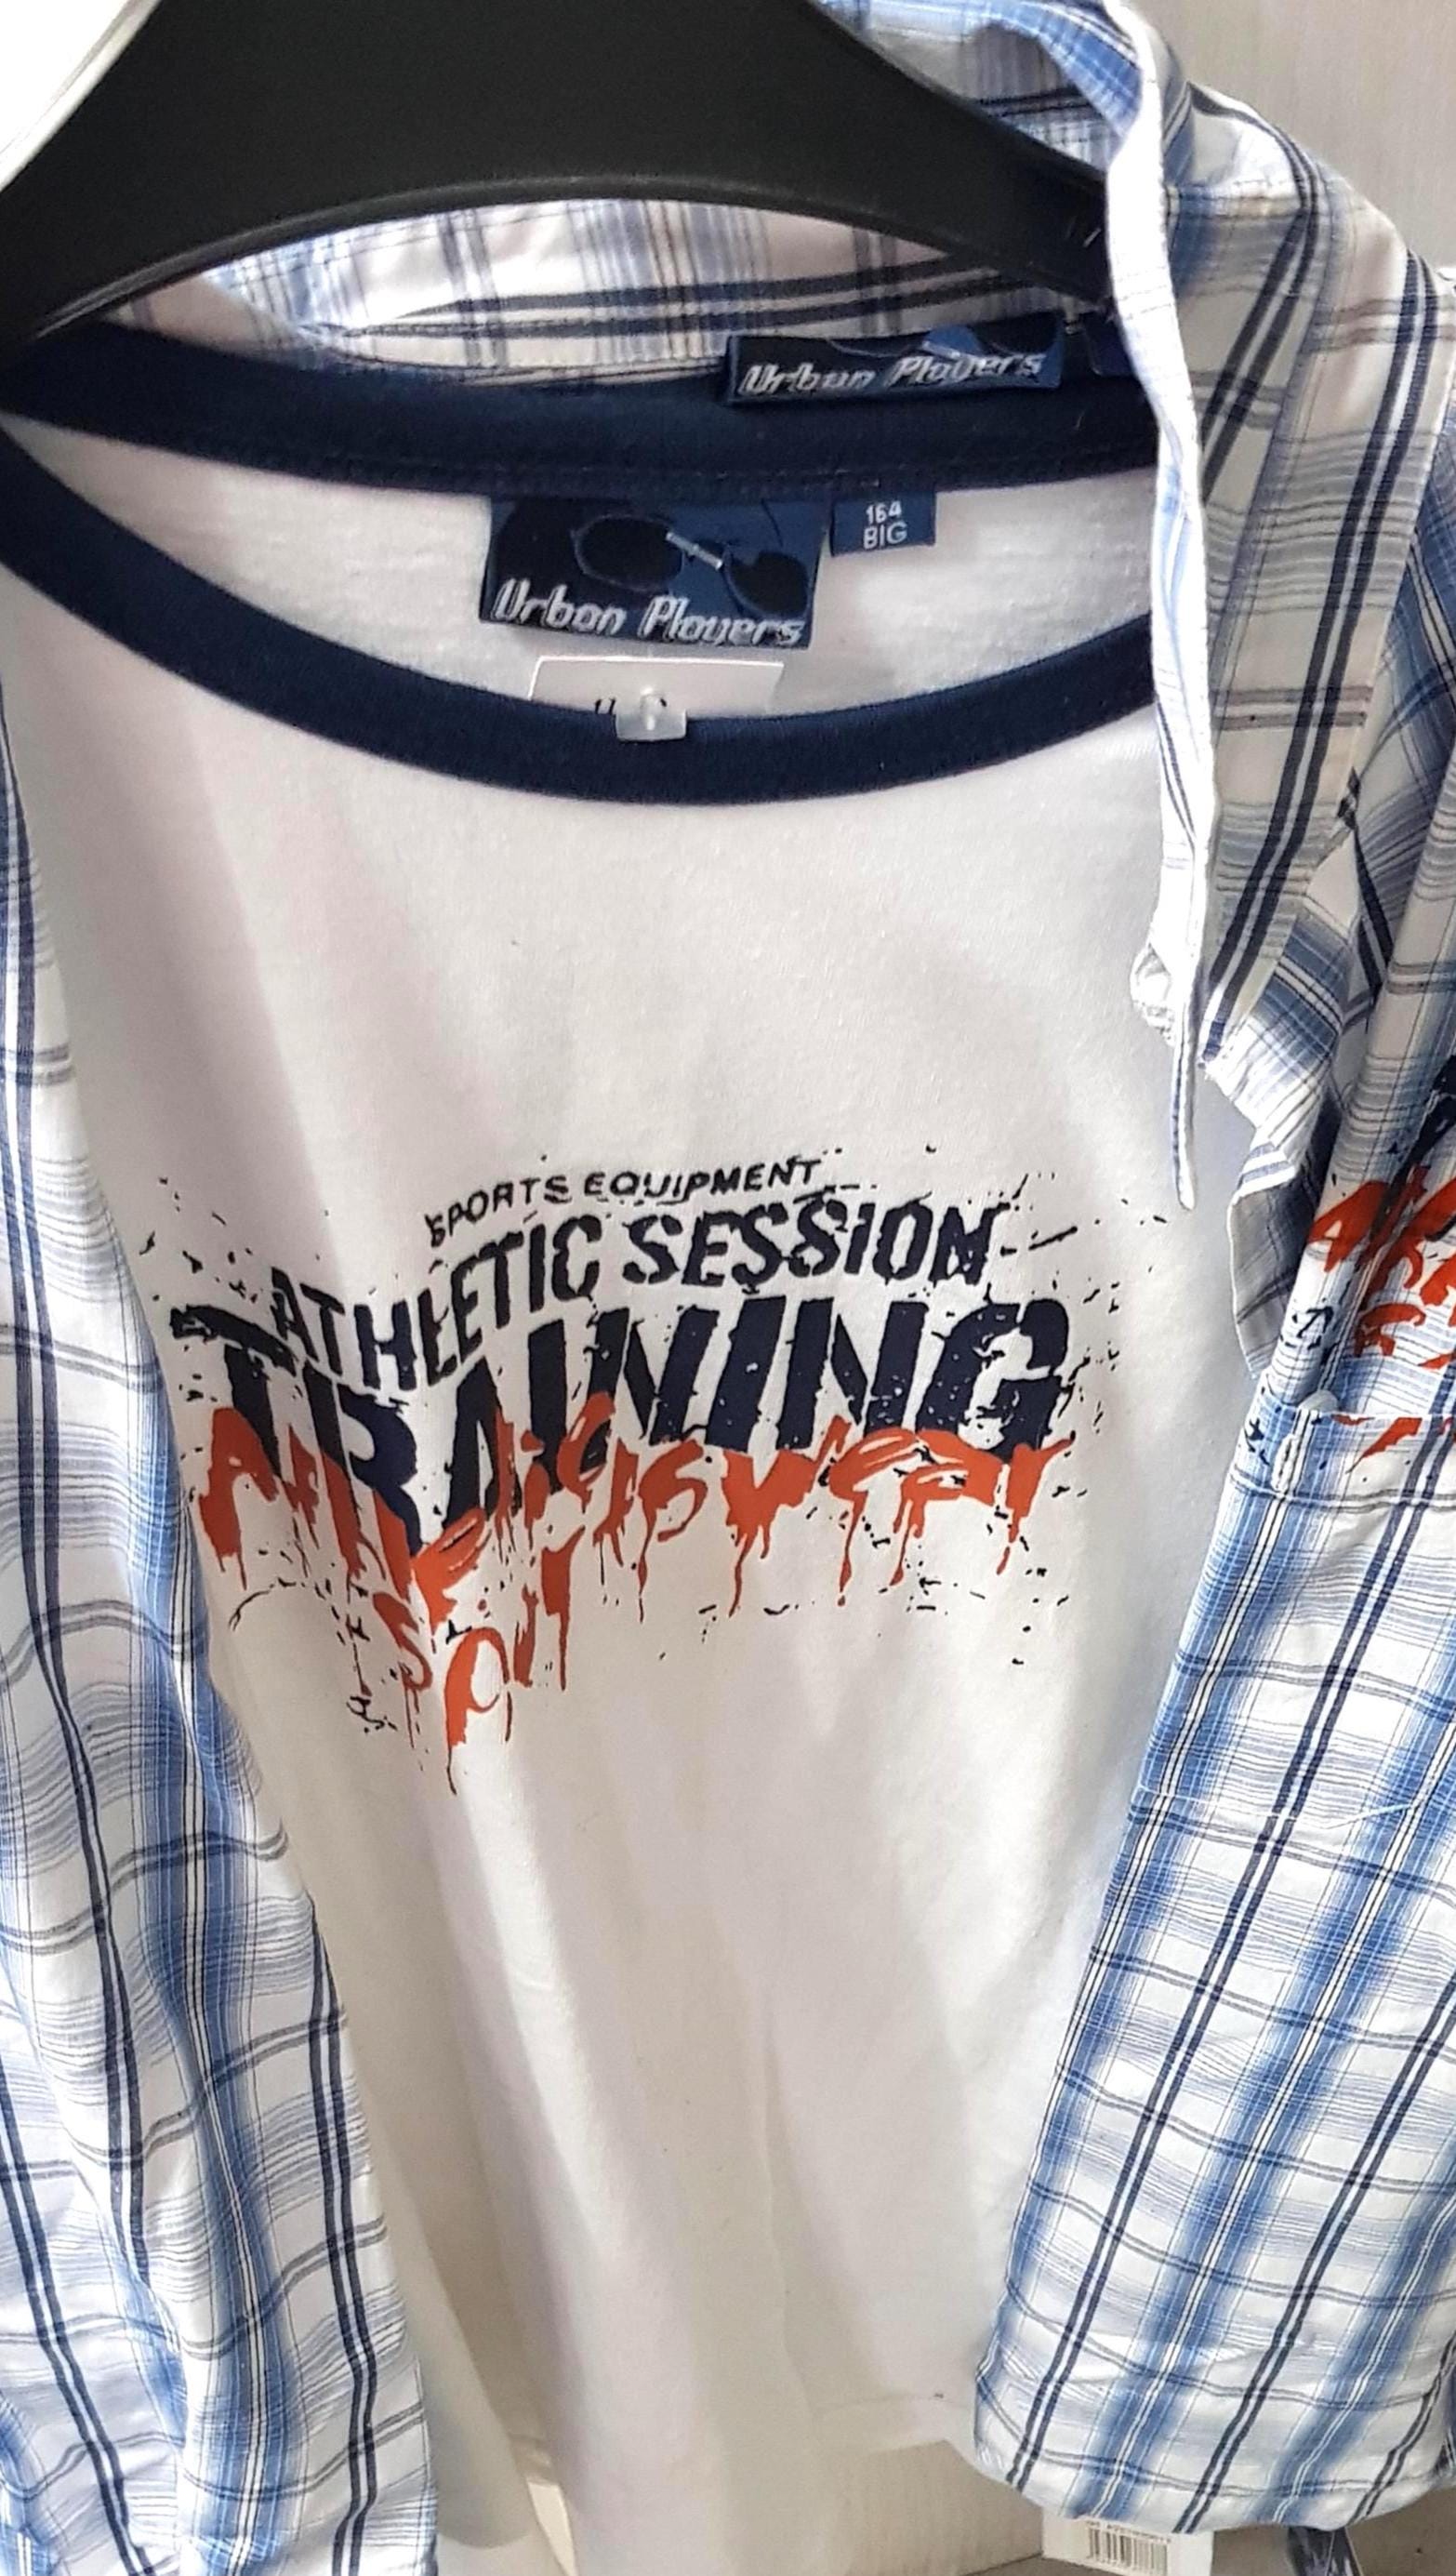 Urban Players
Urban Players
164
BIG
SPORTS EQUIPMENT
ATHLETIC SESSION
TRAINING